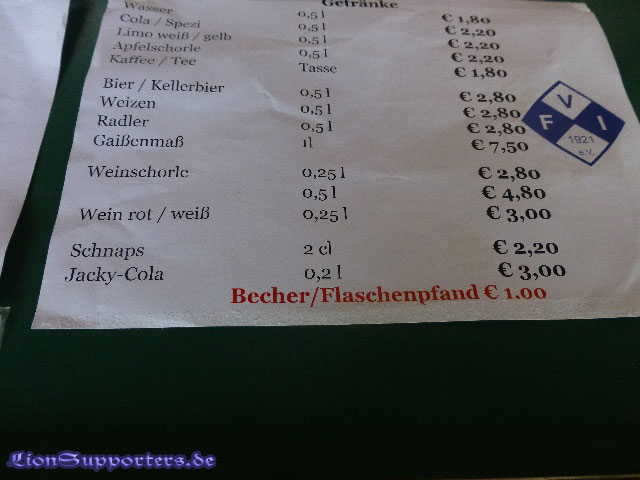 Getränke
Wasser 0,5 l € 1,80
Cola / Spezi 0,5 l € 2,20
Limo weiß / gelb 0,5 l € 2,20
Apfelschorle 0,5 l € 2,20
Kaffee / Tee Tasse € 1,80
Bier / Kellerbier 0,5 l € 2,80
Weizen 0,5 l € 2,80
Radler 0,5 l € 2,80
Gaißenmaß 1l € 7,50
Weinschorle 0,25 l € 2,80
0,5 l € 4,80
Wein rot / weiß 0,25 l € 3,00
Schnaps 2 cl € 2,20
Jacky-Cola 0,2 l € 3,00
Becher/Flaschenpfand € 1.00
V
F I
1921
e.V.
LionSupporters.de